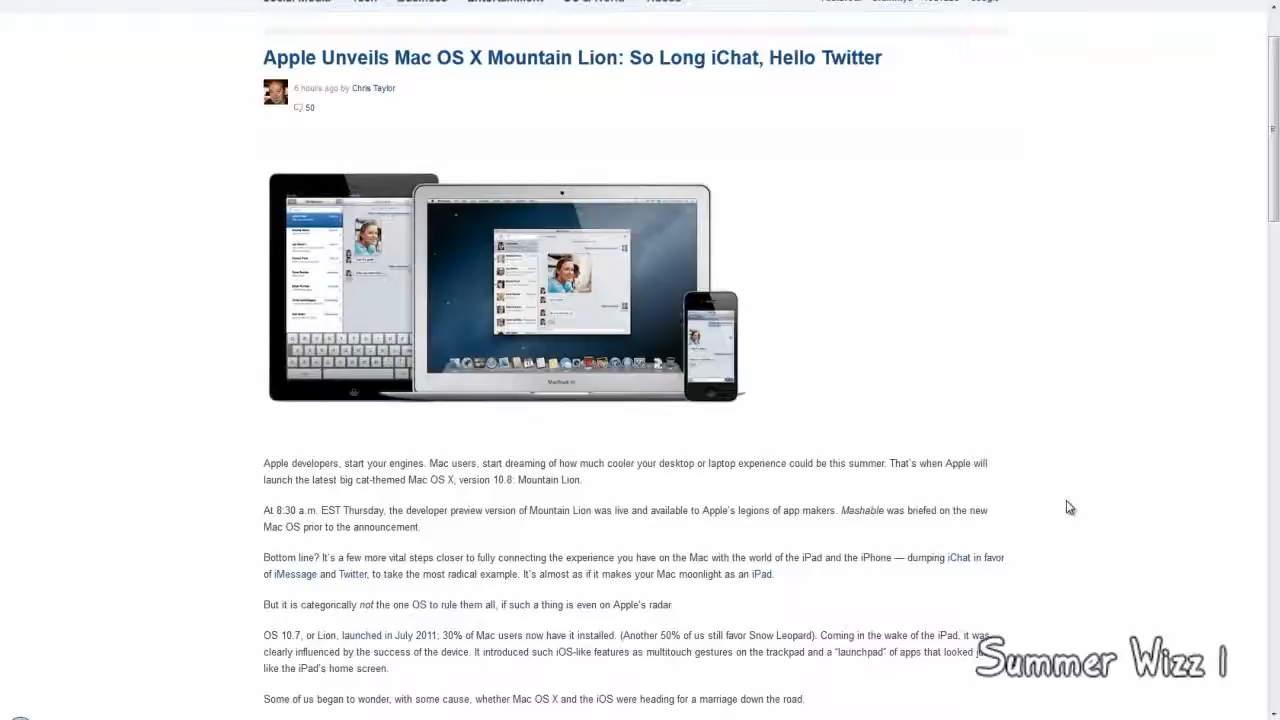 Social Media Tech Business Entertainment US & World Videos
Apple Unveils Mac OS X Mountain Lion: So Long iChat, Hello Twitter
6 hours ago by Chris Taylor
50
MacBook Air
Apple developers, start your engines. Mac users, start dreaming of how much cooler your desktop or laptop experience could be this summer. That's when Apple will
launch the latest big cat-themed Mac OS X, version 10.8: Mountain Lion.
At 8:30 a.m. EST Thursday, the developer preview version of Mountain Lion was live and available to Apple's legions of app makers. Mashable was briefed on the new
Mac OS prior to the announcement.
Bottom line? It's a few more vital steps closer to fully connecting the experience you have on the Mac with the world of the iPad and the iPhone — dumping iChat in favor
of iMessage and Twitter, to take the most radical example. It's almost as if it makes your Mac moonlight as an iPad.
But it is categorically not the one OS to rule them all, if such a thing is even on Apple's radar
OS 10.7, or Lion, launched in July 2011; 30% of Mac users now have it installed. (Another 50% of us still favor Snow Leopard). Coming in the wake of the iPad, it was
clearly influenced by the success of the device. It introduced such iOS-like features as multitouch gestures on the trackpad and a "launchpad" of apps that looked
like the iPad's home screen.
Summer Wizz 1
Some of us began to wonder, with some cause, whether Mac OS X and the iOS were heading for a marriage down the road.